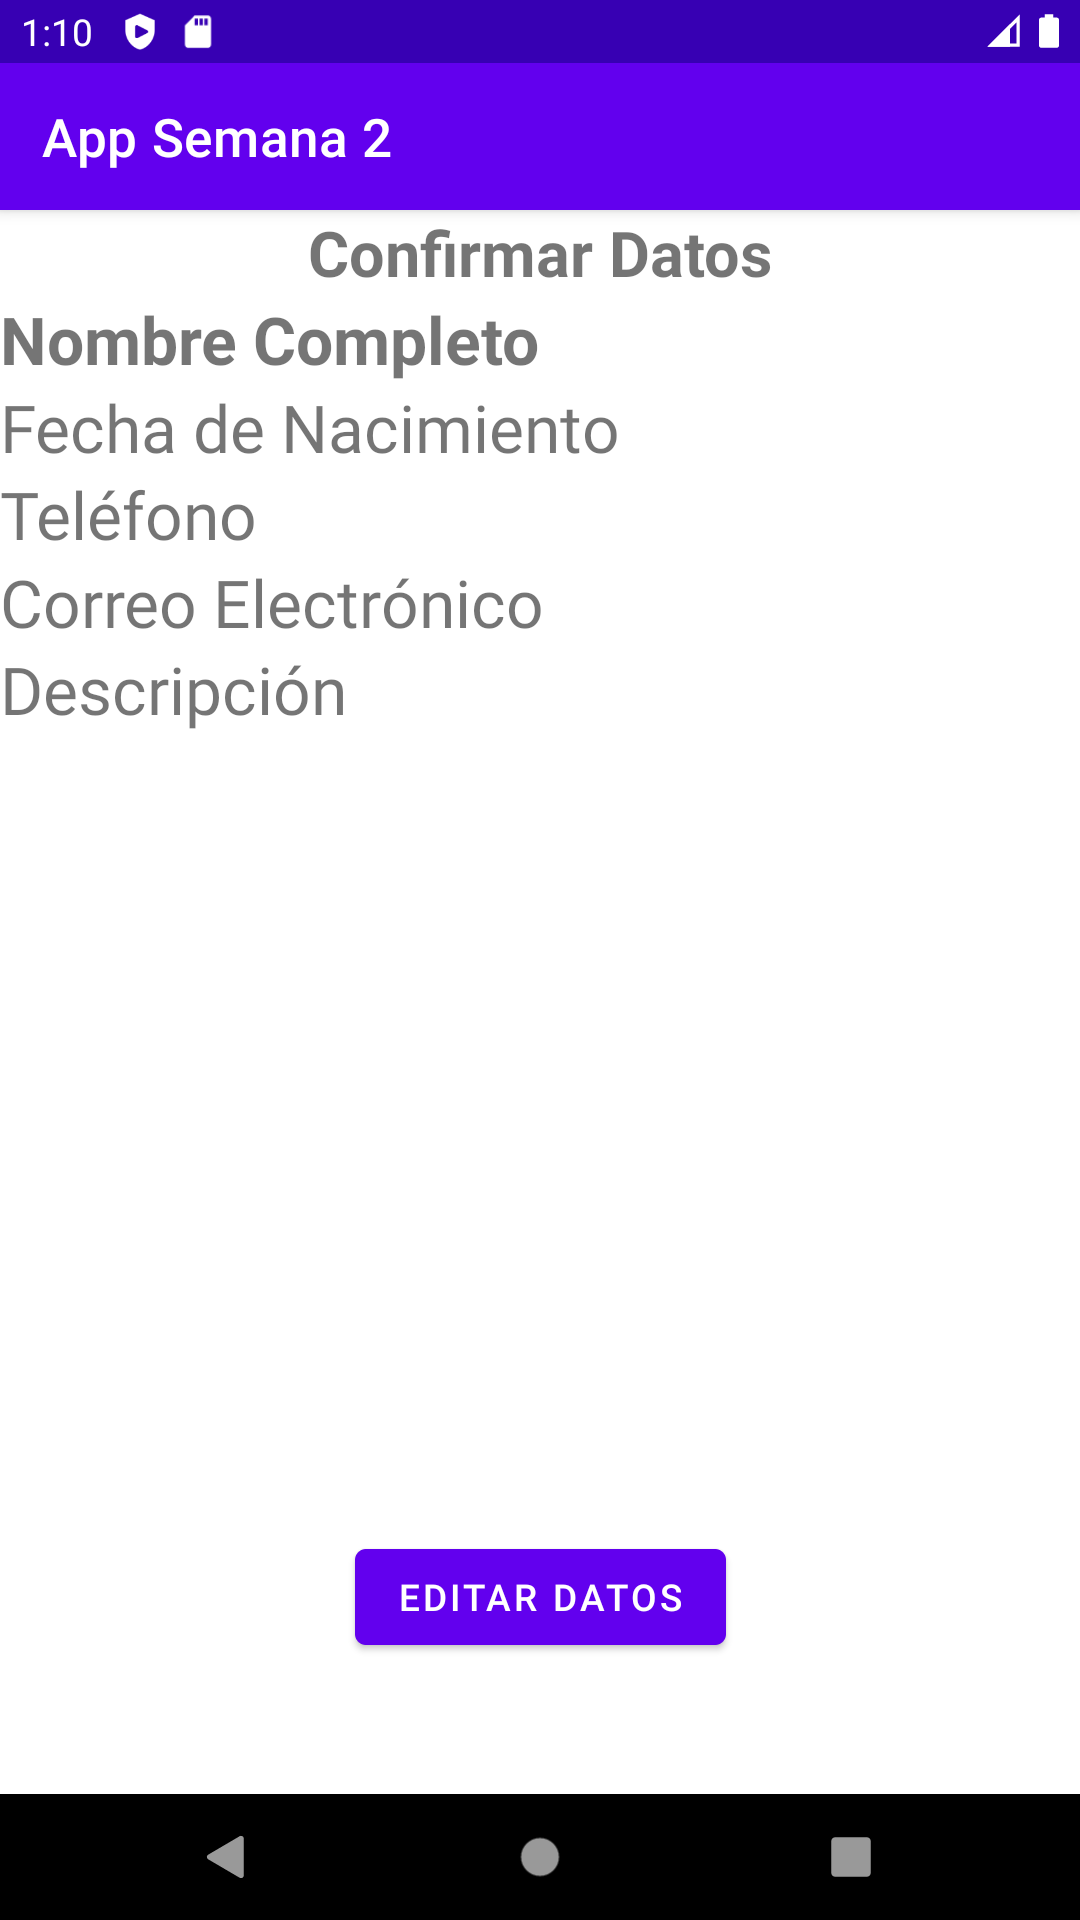 1:10
App Semana 2
Confirmar Datos
Nombre Completo
Fecha de Nacimiento
Teléfono
Correo Electrónico
Descripción
EDITAR DATOS